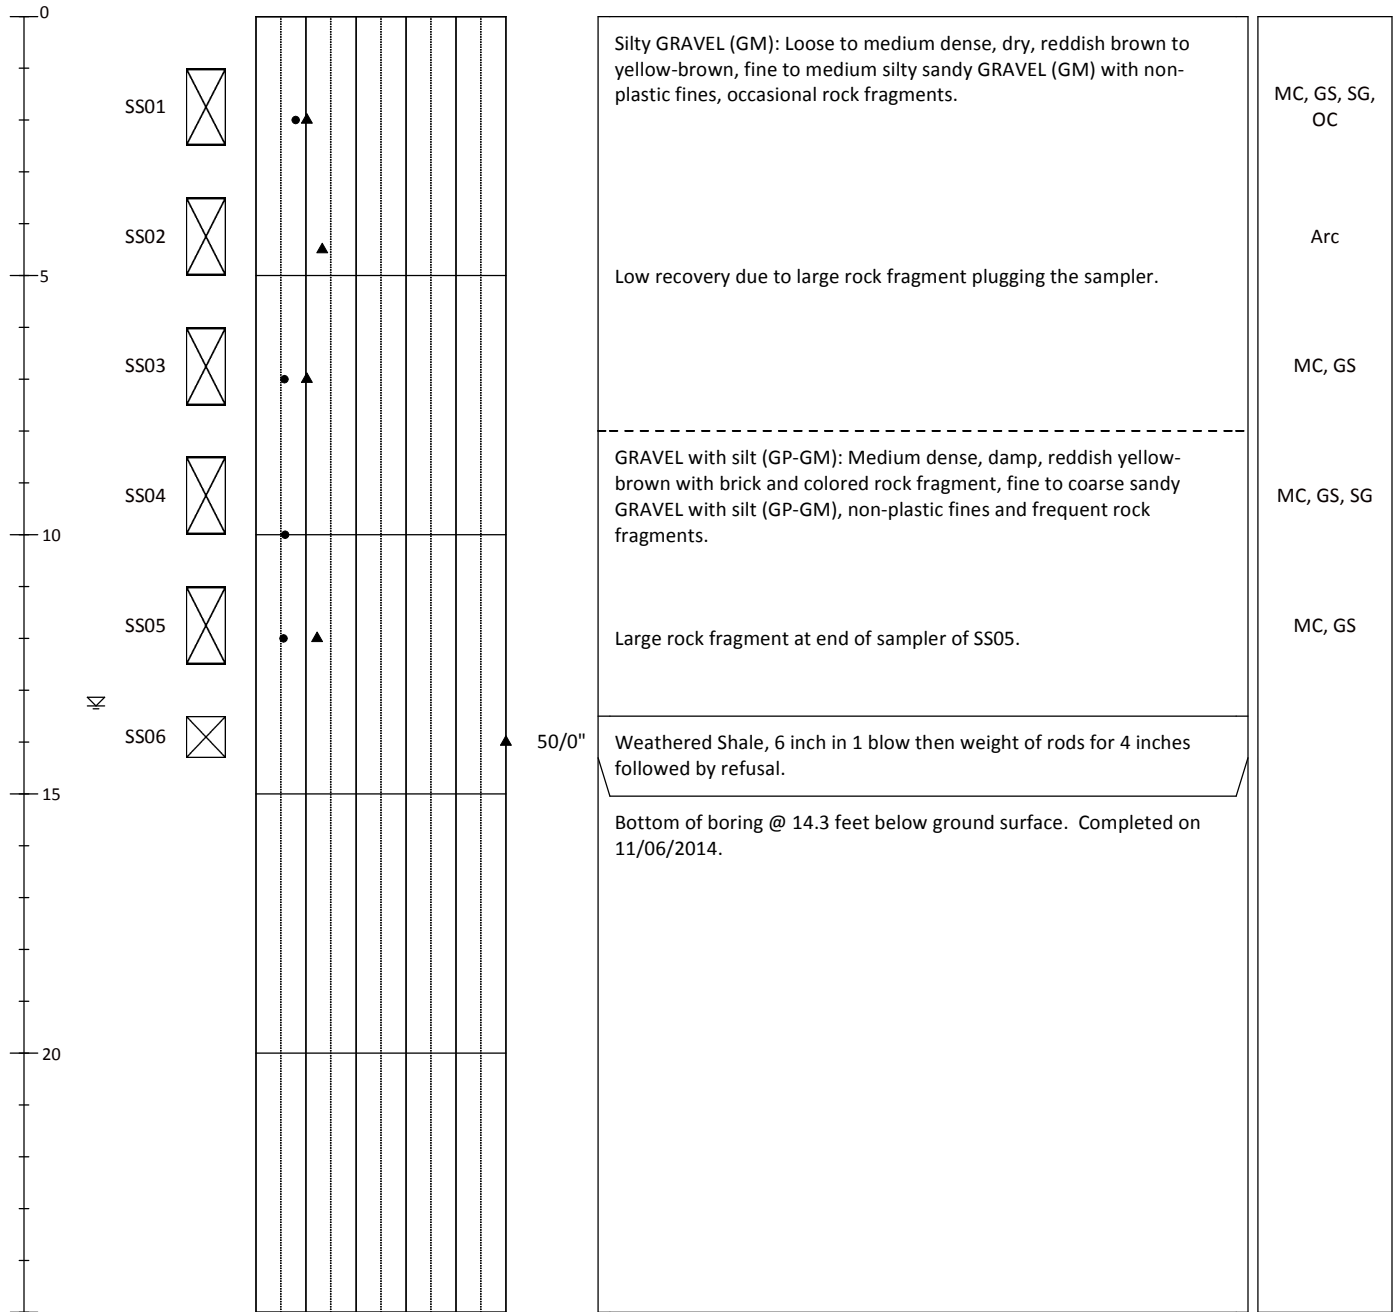 0
Silty GRAVEL (GM): Loose to medium dense, dry, reddish brown to
yellow-brown, fine to medium silty sandy GRAVEL (GM) with non-
plastic fines, occasional rock fragments.
SS01
MC, GS, SG,
OC
SS02
Arc
5
Low recovery due to large rock fragment plugging the sampler.
SS03
MC, GS
GRAVEL with silt (GP-GM): Medium dense, damp, reddish yellow-
brown with brick and colored rock fragment, fine to coarse sandy
GRAVEL with silt (GP-GM), non-plastic fines and frequent rock
fragments.
SS04
MC, GS, SG
10
SS05
MC, GS
Large rock fragment at end of sampler of SS05.
SS06
50/0"
Weathered Shale, 6 inch in 1 blow then weight of rods for 4 inches
followed by refusal.
15
Bottom of boring @ 14.3 feet below ground surface.  Completed on
11/06/2014.
20